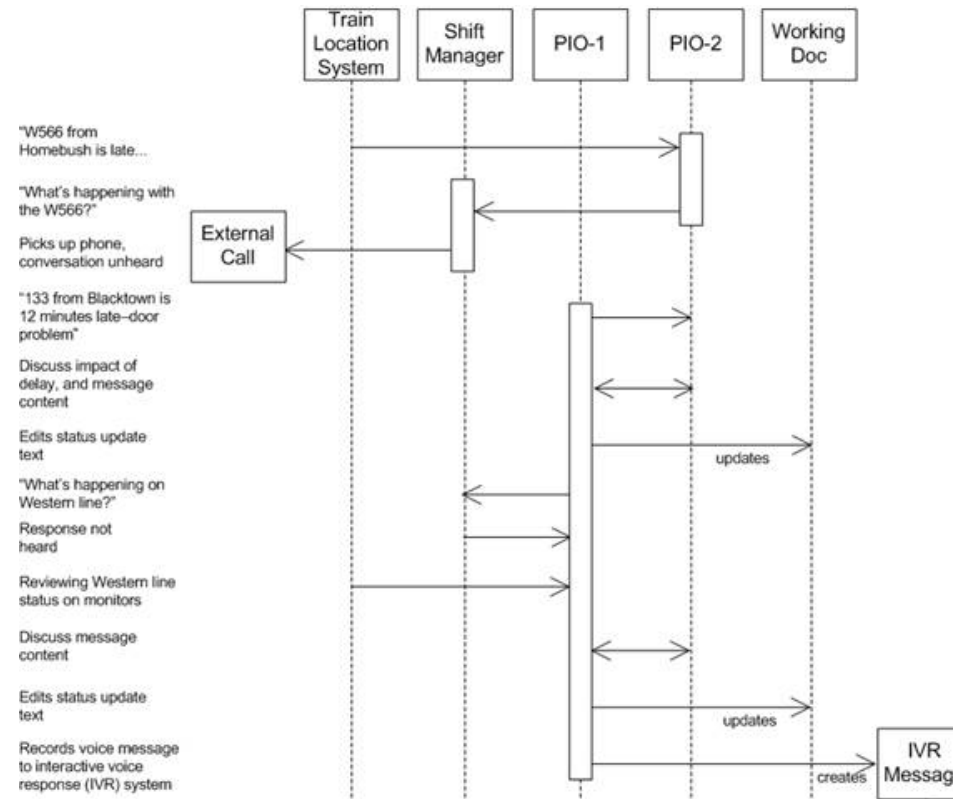 Train
Location
System
Shift
Manager
PIO-1
PIO-2
Working
Doc
"W566 from
Homebush is late...
"What's happening with
the W566?"
External
Call
Picks up phone,
conversation unheard
"133 from Blacktown is
12 minutes late–door
problem"
Discuss impact of
delay, and message
content
Edits status update
text
updates
"What's happening on
Western line?"
Response not
heard
Reviewing Western line
status on monitors
Discuss message
content
Edits status update
text
updates
Records voice message
to interactive voice
response (IVR) system
creates
IVR
Messag